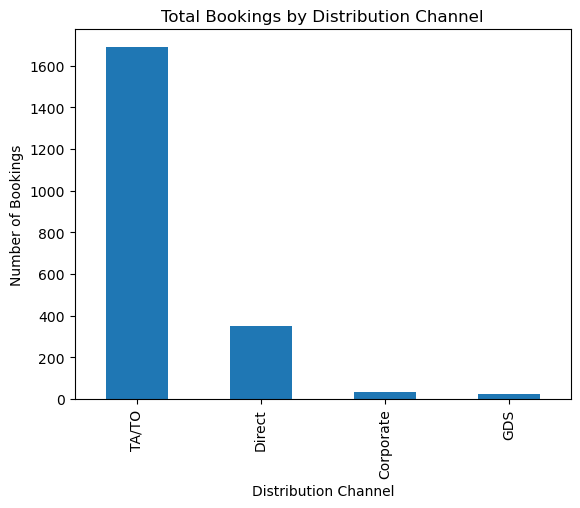 Total Bookings by Distribution Channel
Number of Bookings
1600
1400
1200
1000
800
600
400
200
0
TA/TO
Direct
Corporate
GDS
Distribution Channel